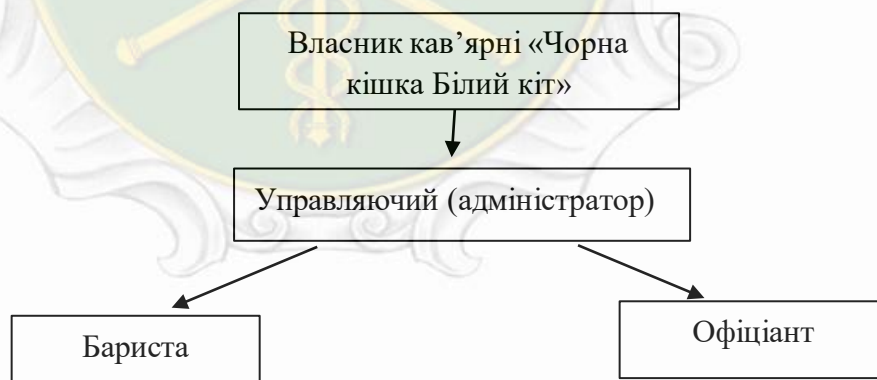 Власник кав’ярні «Чорна
кішка Білий кіт»
Управляючий (адміністратор)
Бариста
Офіціант